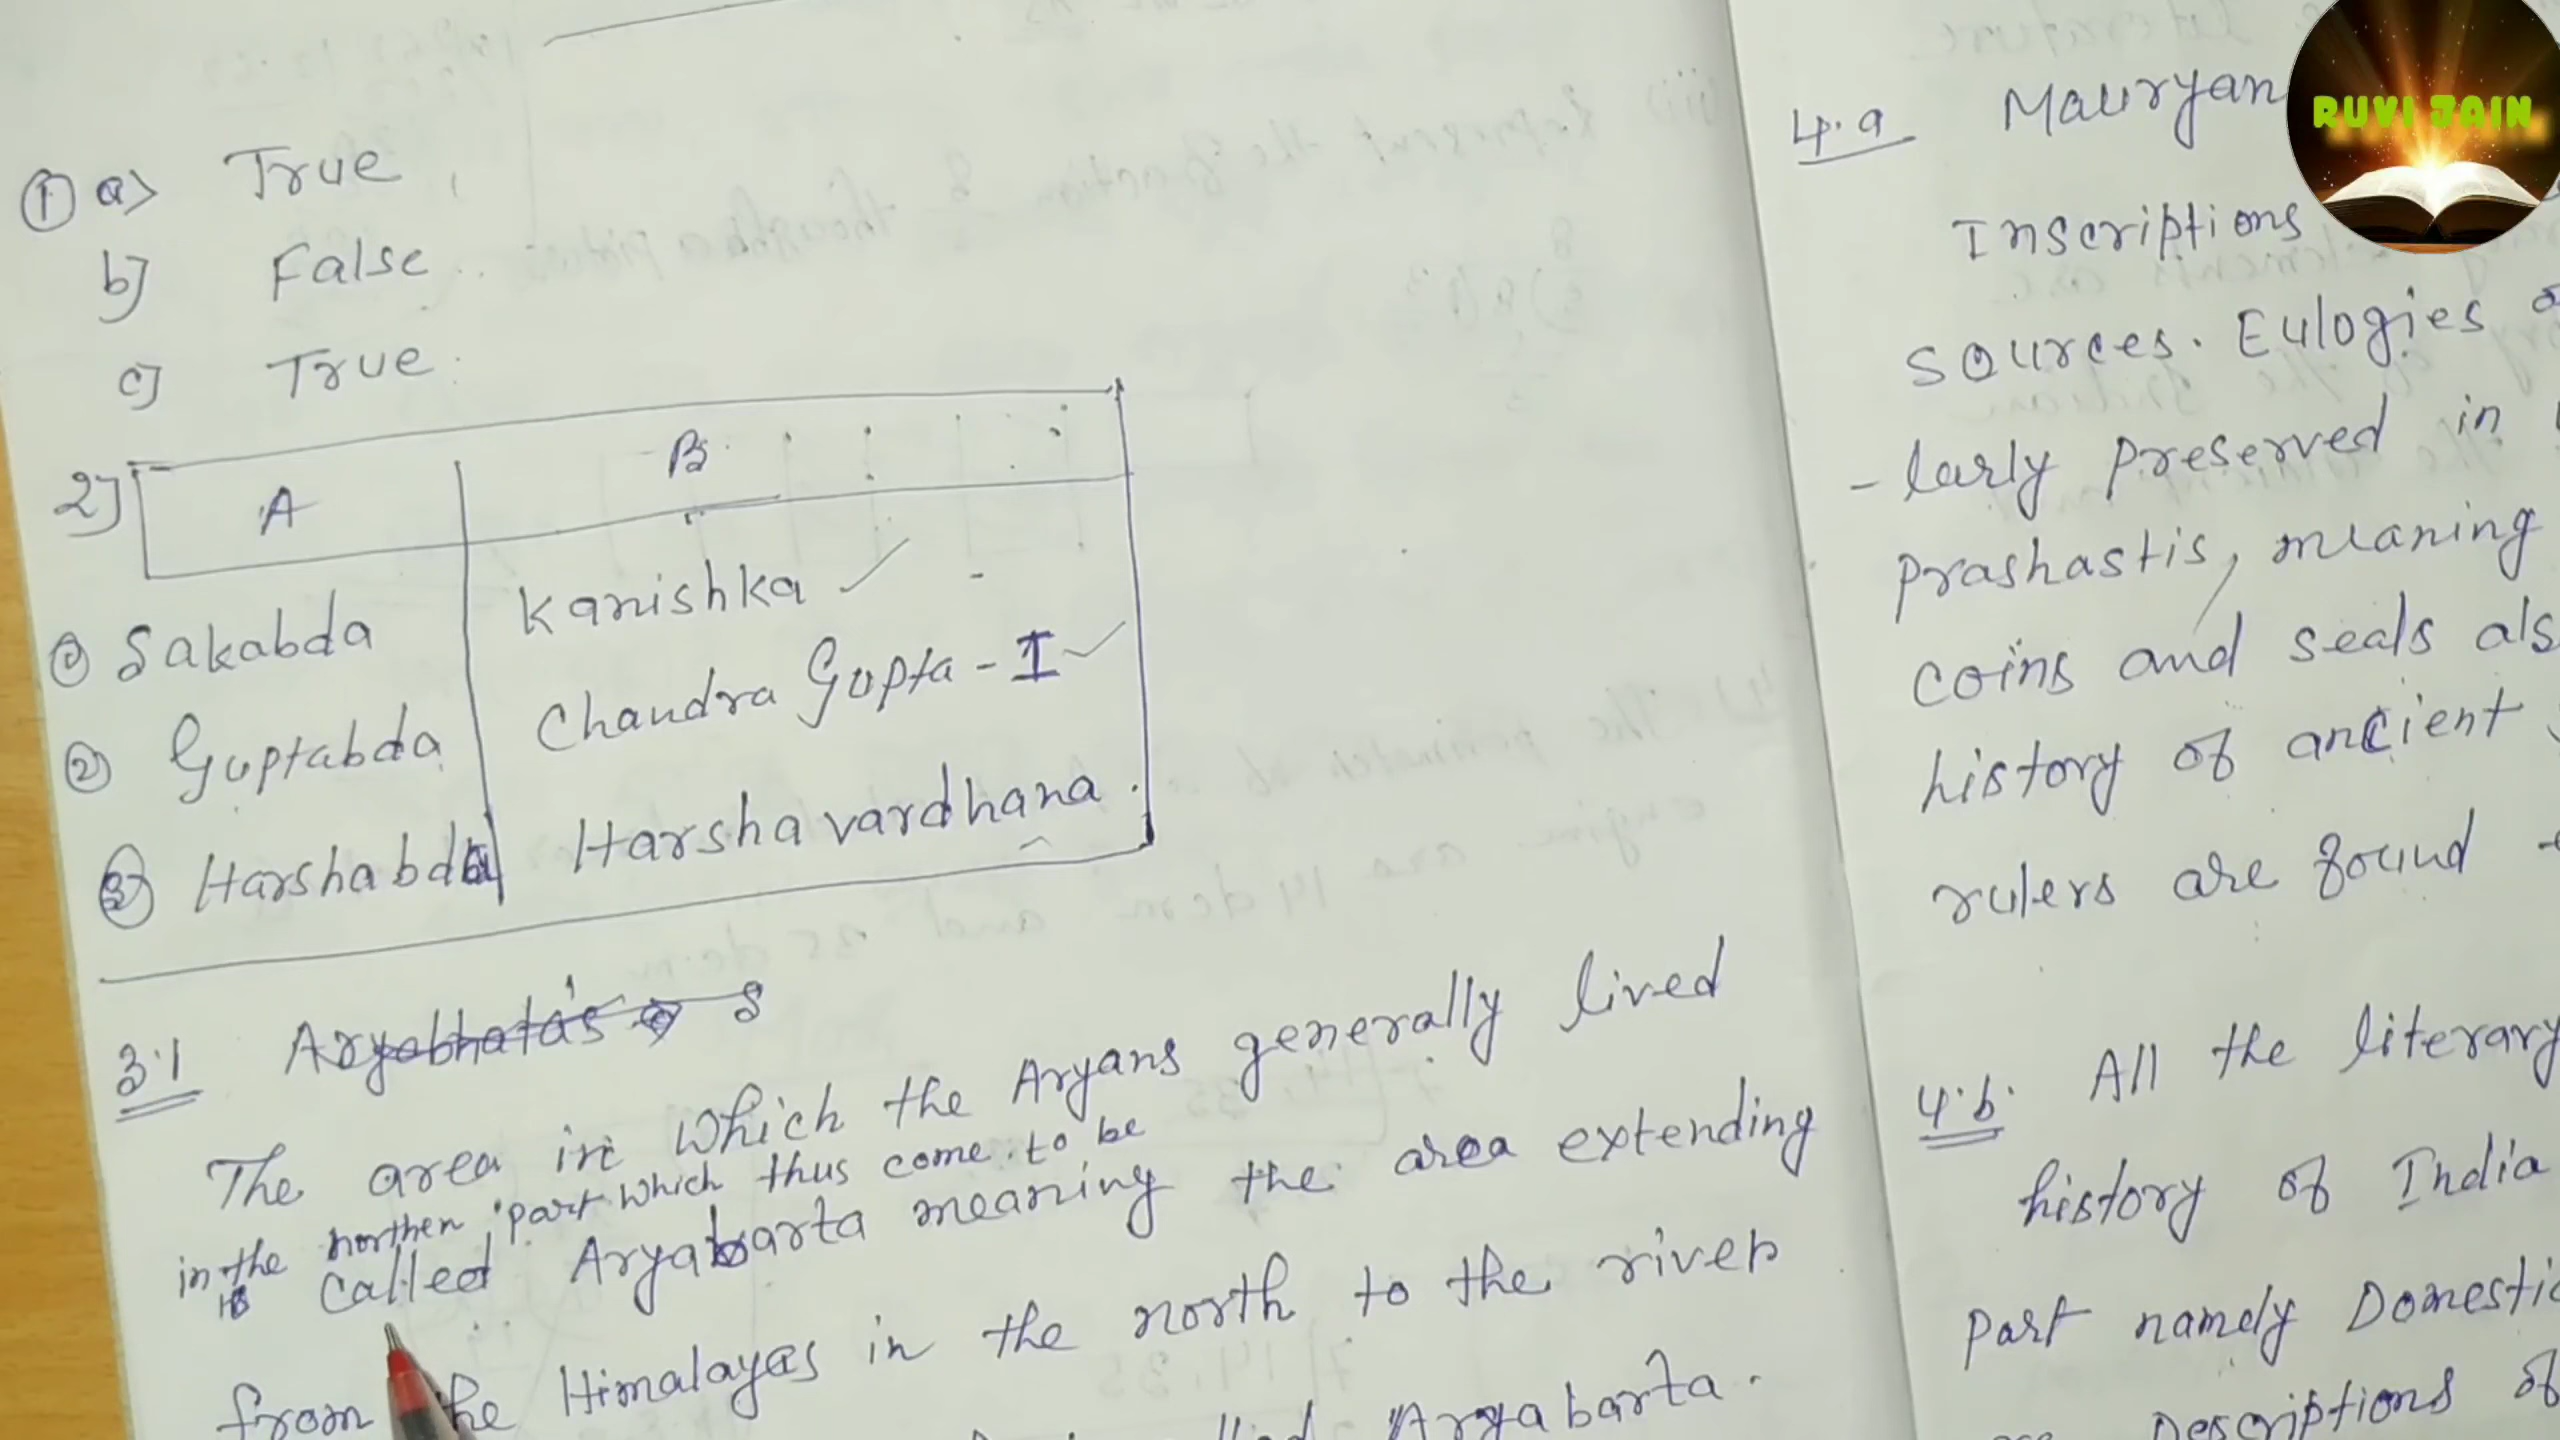 ① a> True
b] False
c] True
2] A B
① Sakabda Kanishka
② Guptabda Chandra Gupta - I
③ Harshabda Harshavardhana.
3.1
The area in which the Aryans generally lived
in the northen part which thus come to be
called Aryabarta meaning the area extending
from the Himalayas in the north to the river
Aryabarta.
4.a Mauryan
Inscriptions
sources. Eulogies
- larly preserved in
prashastis, meaning
coins and seals als
history of ancient
rulers are found
4.b. All the literary
history of India
part namely Domestic
Descriptions of
RUVI JAIN